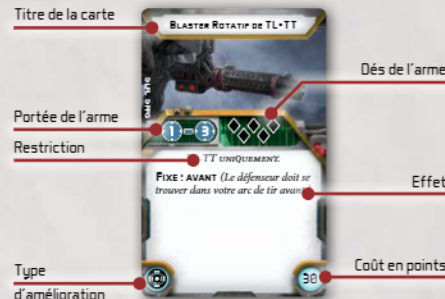 Titre de la carte
BLASTER ROTATIF DE TL•TT
Dés de l'arme
Portée de l'arme
1 - 3
Restriction
TT UNIQUEMENT.
FIXE : AVANT (Le défenseur doit se
trouver dans votre arc de tir avant).
Effet
Type
d'amélioration
30
Coût en points